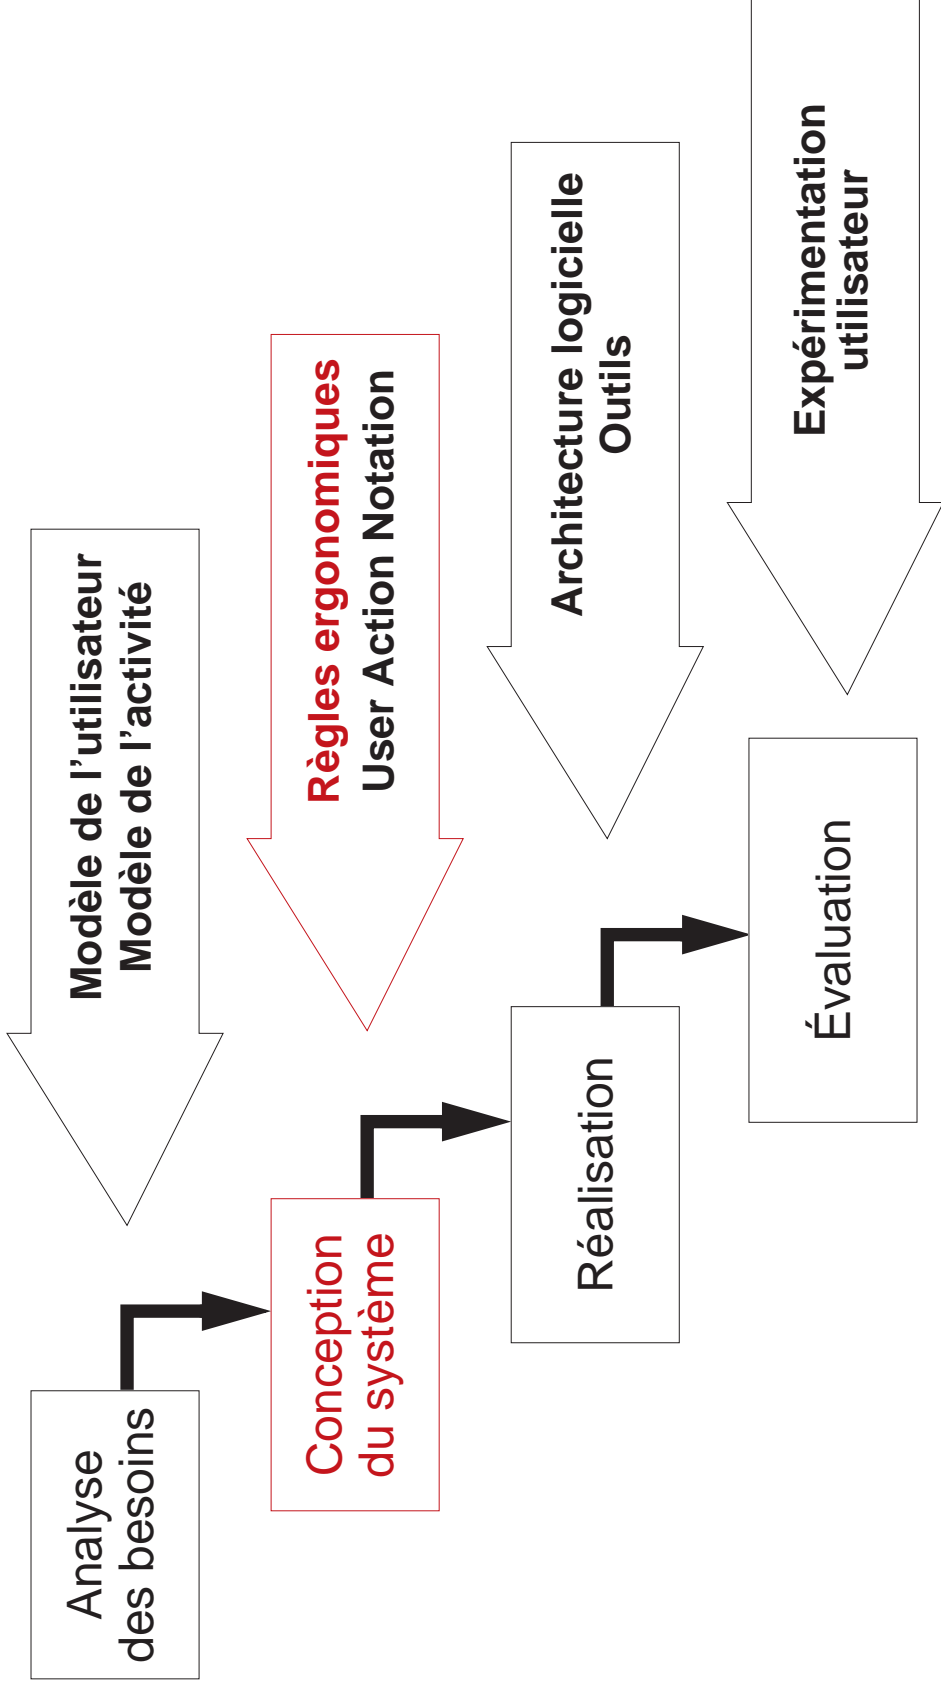 Analyse
des besoins
Modèle de l'utilisateur
Modèle de l'activité
Conception
du système
Règles ergonomiques
User Action Notation
Réalisation
Architecture logicielle
Outils
Évaluation
Expérimentation
utilisateur